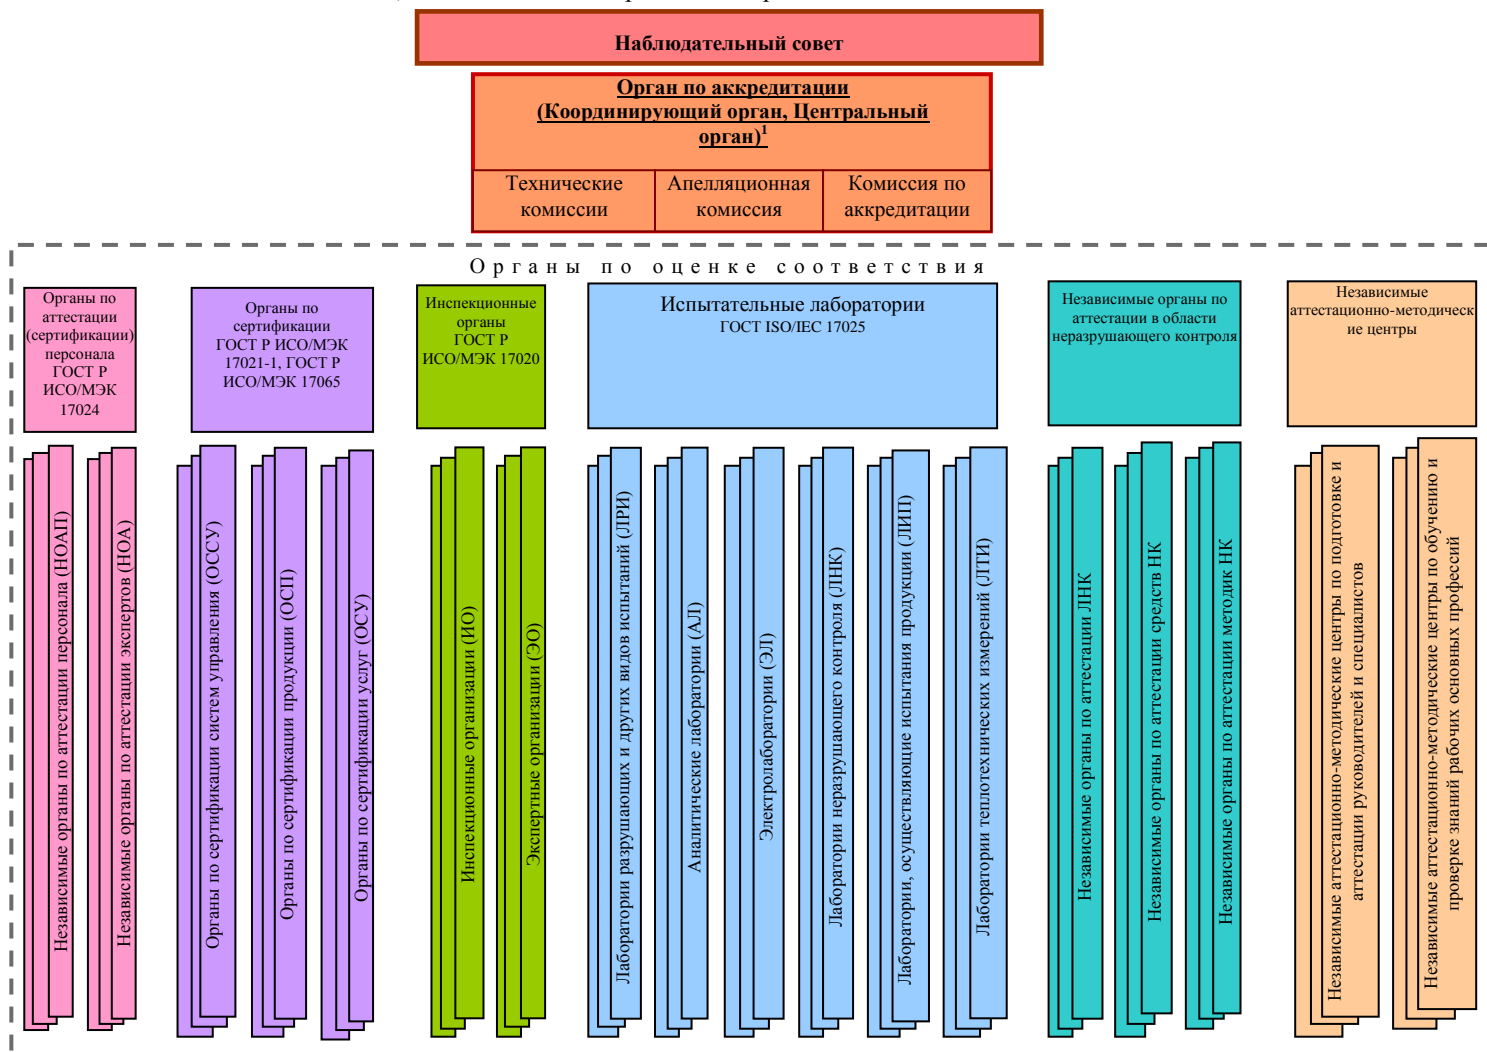 Наблюдательный совет
Орган по аккредитации
(Координирующий орган, Центральный
орган)1
Технические
комиссии
Апелляционная
комиссия
Комиссия по
аккредитации
Органы по оценке соответствия
Органы по
аттестации
(сертификации)
персонала
ГОСТ Р
ИСО/МЭК
17024
Органы по
сертификации
ГОСТ Р ИСО/МЭК
17021-1, ГОСТ Р
ИСО/МЭК 17065
Инспекционные
органы
ГОСТ Р
ИСО/МЭК 17020
Испытательные лаборатории
ГОСТ ISO/IEC 17025
Независимые органы по
аттестации в области
неразрушающего контроля
Независимые
аттестационно-методическ
ие центры
Независимые органы по аттестации персонала (НОАП)
Независимые органы по аттестации экспертов (НОА)
Органы по сертификации систем управления (ОССУ)
Органы по сертификации продукции (ОСП)
Органы по сертификации услуг (ОСУ)
Инспекционные организации (ИО)
Экспертные организации (ЭО)
Лаборатории разрушающих и других видов испытаний (ЛРИ)
Аналитические лаборатории (АЛ)
Электролаборатории (ЭЛ)
Лаборатории неразрушающего контроля (ЛНК)
Лаборатории, осуществляющие испытания продукции (ЛИП)
Лаборатории теплотехнических измерений (ЛТИ)
Независимые органы по аттестации ЛНК
Независимые органы по аттестации средств НК
Независимые органы по аттестации методик НК
Независимые аттестационно-методические центры по подготовке и
аттестации руководителей и специалистов
Независимые аттестационно-методические центры по обучению и
проверке знаний рабочих основных профессий